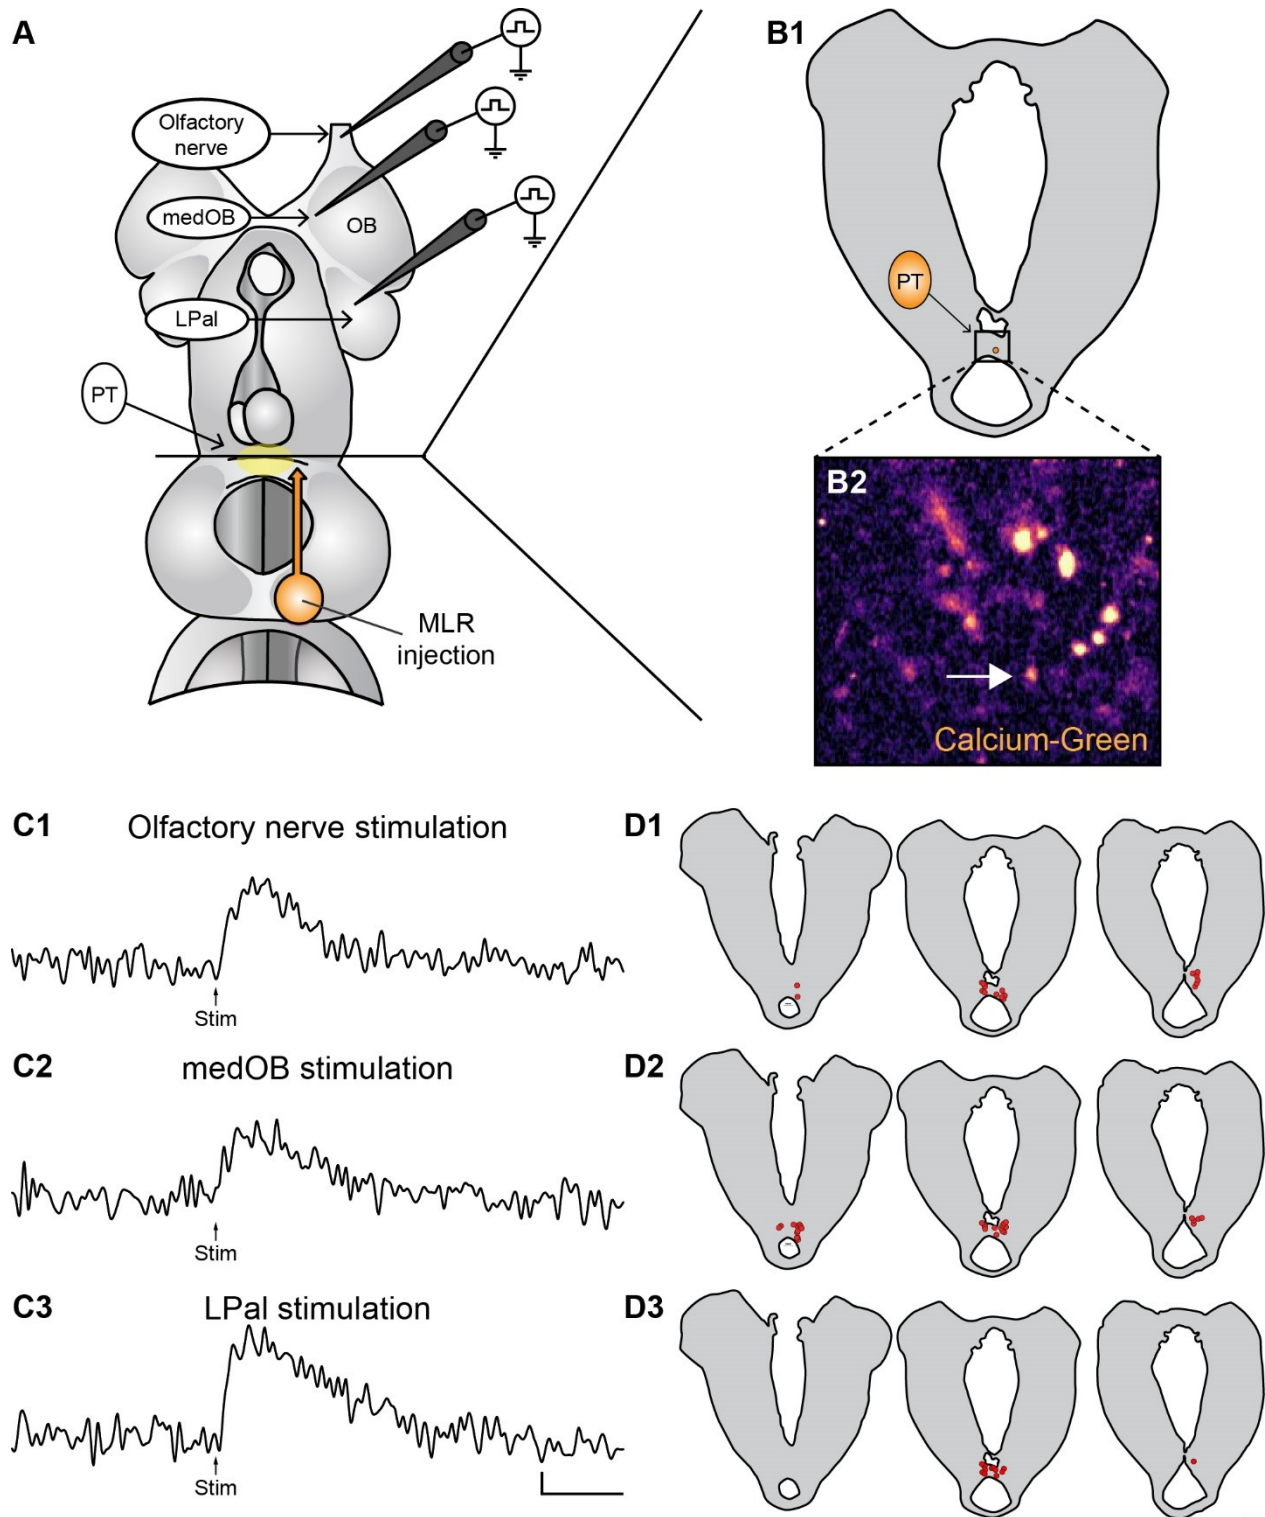 A
Olfactory
nerve
medOB
OB
LPal
PT
MLR
injection
B1
PT
B2
Calcium-Green
C1
Olfactory nerve stimulation
Stim
D1
C2
medOB stimulation
Stim
D2
C3
LPal stimulation
Stim
D3